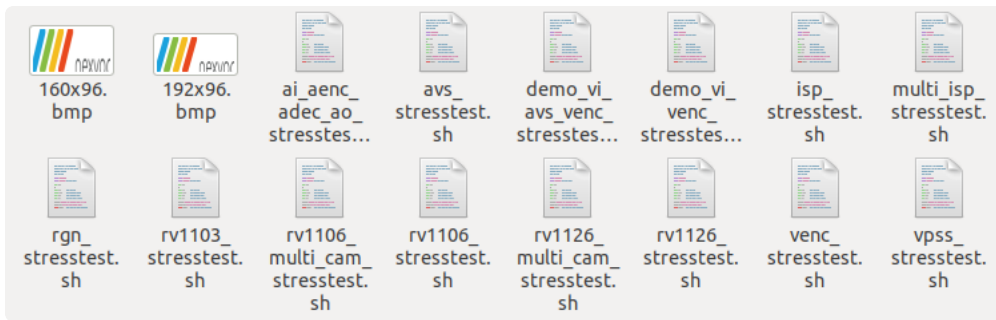 160x96.
bmp
192x96.
bmp
ai_aenc_
adec_ao_
stresstes...
avs_
stresstest.
sh
demo_vi_
avs_venc_
stresstes...
demo_vi_
venc_
stresstes...
isp_
stresstest.
sh
multi_isp_
stresstest.
sh
rgn_
stresstest.
sh
rv1103_
stresstest.
sh
rv1106_
multi_cam_
stresstest.
sh
rv1106_
stresstest.
sh
rv1126_
multi_cam_
stresstest.
sh
rv1126_
stresstest.
sh
venc_
stresstest.
sh
vpss_
stresstest.
sh